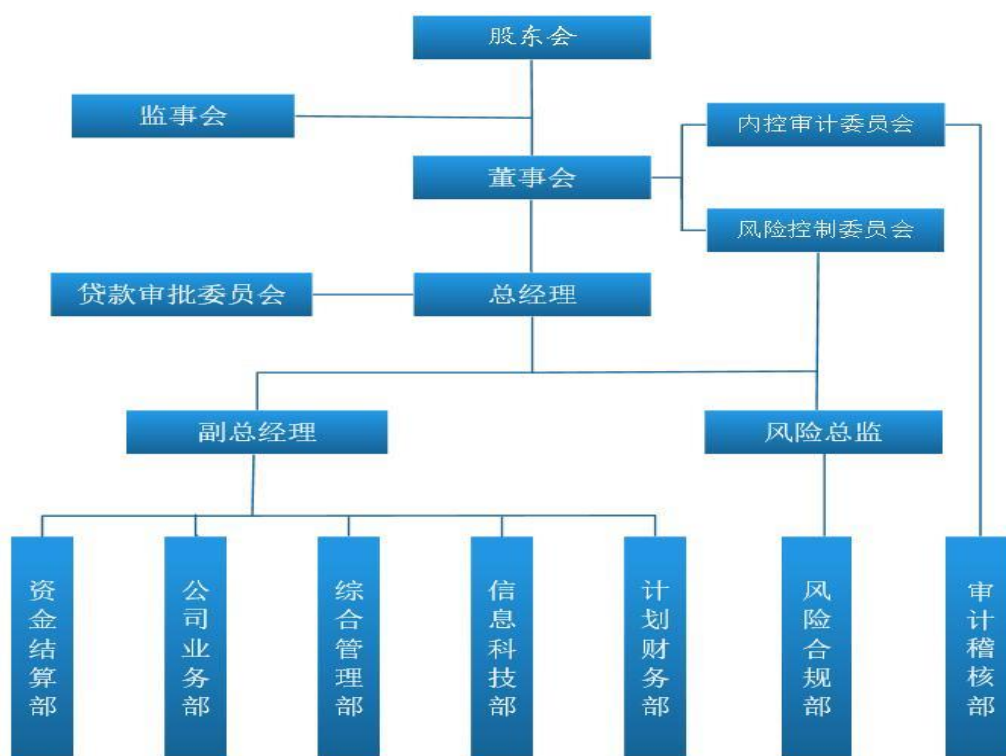 股东会
监事会
内控审计委员会
董事会
风险控制委员会
贷款审批委员会
总经理
副总经理
风险总监
资金结算部
公司业务部
综合管理部
信息科技部
计划财务部
风险合规部
审计稽核部